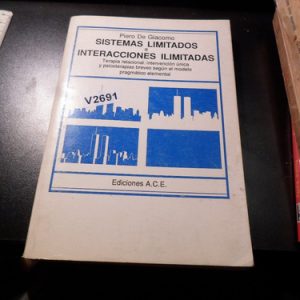 Piero De Giacomo
SISTEMAS LIMITADOS
e
INTERACCIONES ILIMITADAS
Terapia relacional: intervención única
y psicoterapias breves según el modelo
pragmático elemental
V2691
Ediciones A.C.E.